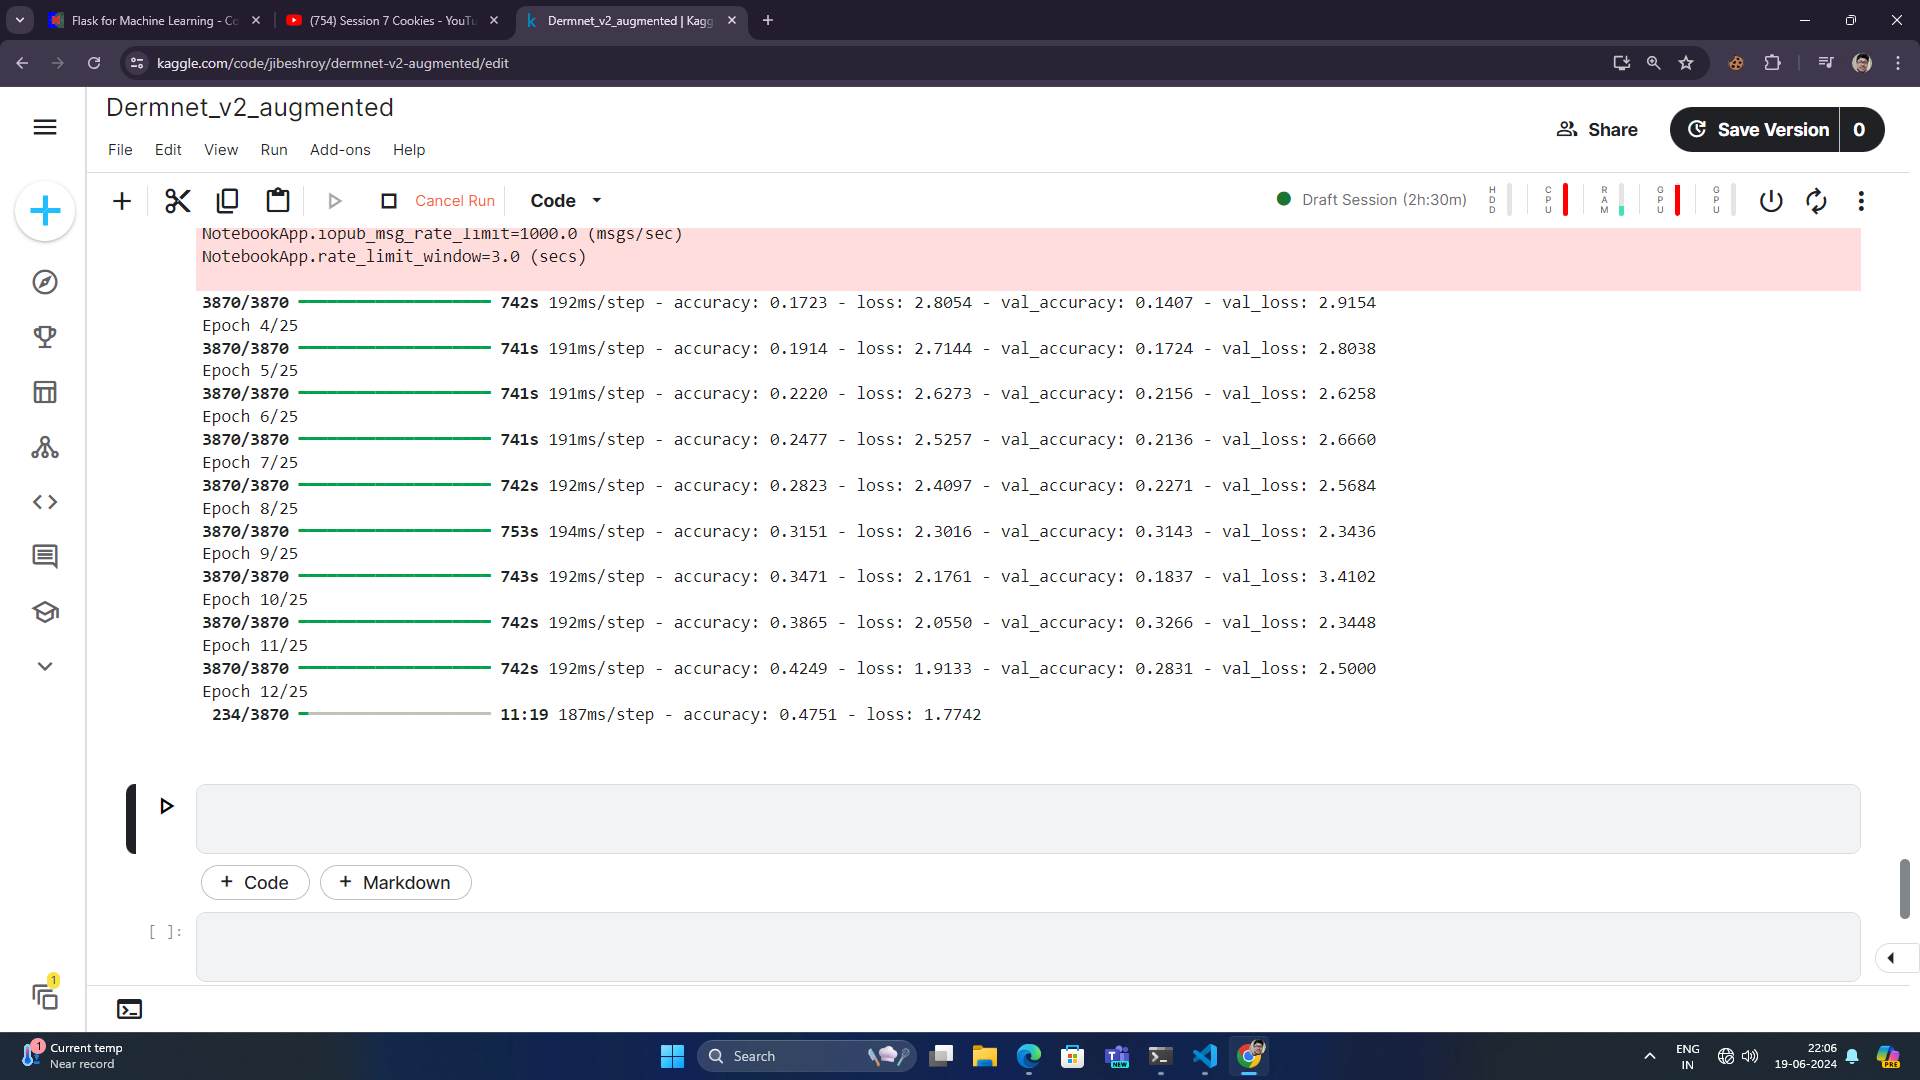 Flask for Machine Learning - Co
(754) Session 7 Cookies - YouTu
Dermnet_v2_augmented | Kagg
kaggle.com/code/jibeshroy/dermnet-v2-augmented/edit
Dermnet_v2_augmented
File Edit View Run Add-ons Help
Share
Save Version 0
Cancel Run
Code
Draft Session (2h:30m)
HDD
CPU
RAM
GPU
GPU
NotebookApp.iopub_msg_rate_limit=1000.0 (msgs/sec)
NotebookApp.rate_limit_window=3.0 (secs)
3870/3870 742s 192ms/step - accuracy: 0.1723 - loss: 2.8054 - val_accuracy: 0.1407 - val_loss: 2.9154
Epoch 4/25
3870/3870 741s 191ms/step - accuracy: 0.1914 - loss: 2.7144 - val_accuracy: 0.1724 - val_loss: 2.8038
Epoch 5/25
3870/3870 741s 191ms/step - accuracy: 0.2220 - loss: 2.6273 - val_accuracy: 0.2156 - val_loss: 2.6258
Epoch 6/25
3870/3870 741s 191ms/step - accuracy: 0.2477 - loss: 2.5257 - val_accuracy: 0.2136 - val_loss: 2.6660
Epoch 7/25
3870/3870 742s 192ms/step - accuracy: 0.2823 - loss: 2.4097 - val_accuracy: 0.2271 - val_loss: 2.5684
Epoch 8/25
3870/3870 753s 194ms/step - accuracy: 0.3151 - loss: 2.3016 - val_accuracy: 0.3143 - val_loss: 2.3436
Epoch 9/25
3870/3870 743s 192ms/step - accuracy: 0.3471 - loss: 2.1761 - val_accuracy: 0.1837 - val_loss: 3.4102
Epoch 10/25
3870/3870 742s 192ms/step - accuracy: 0.3865 - loss: 2.0550 - val_accuracy: 0.3266 - val_loss: 2.3448
Epoch 11/25
3870/3870 742s 192ms/step - accuracy: 0.4249 - loss: 1.9133 - val_accuracy: 0.2831 - val_loss: 2.5000
Epoch 12/25
234/3870 11:19 187ms/step - accuracy: 0.4751 - loss: 1.7742
+ Code + Markdown
[ ]:
1
1
Current temp
Near record
Search
NEW
ENG
IN
22:06
19-06-2024
PRE